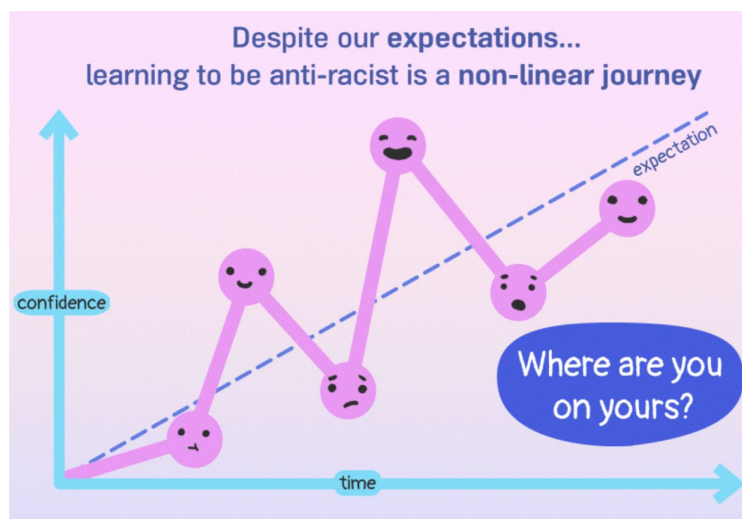 Despite our expectations...
learning to be anti-racist is a non-linear journey
expectation
confidence
Where are you
on yours?
time